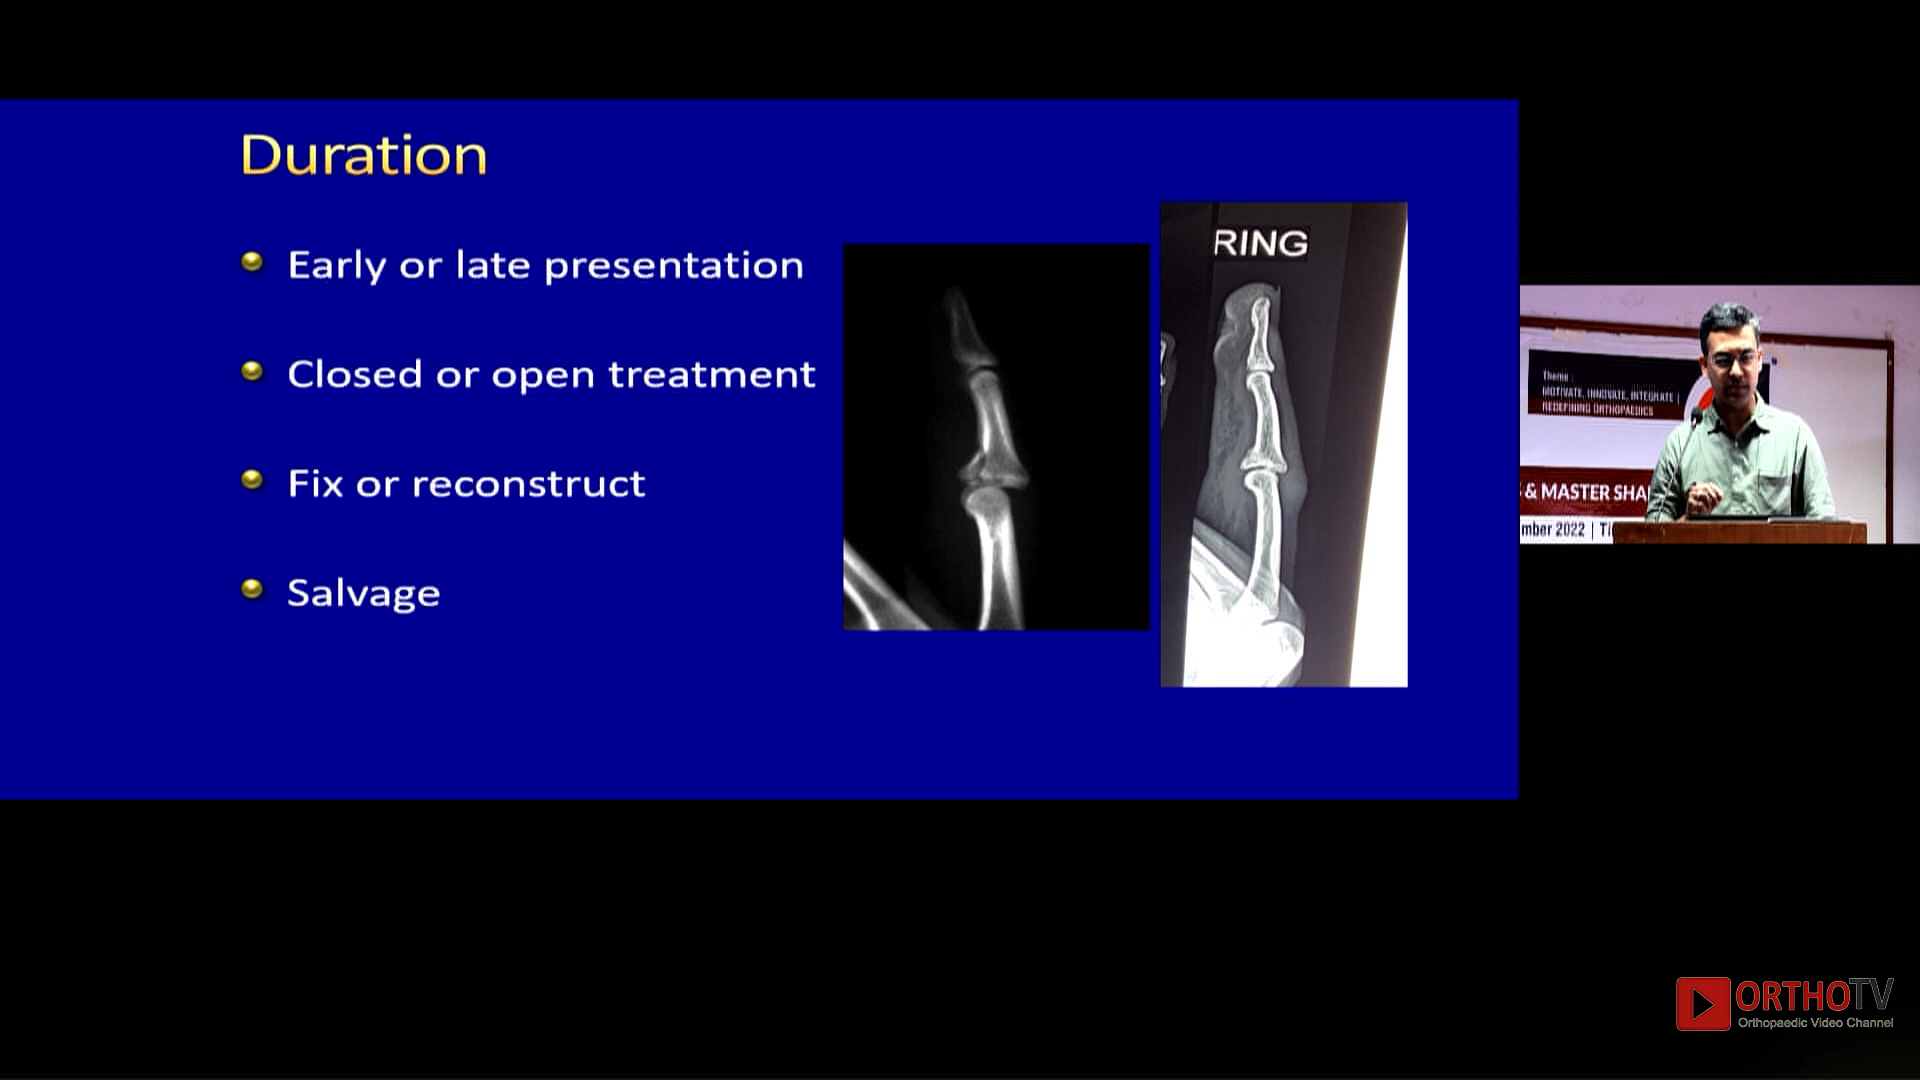 Duration
Early or late presentation
Closed or open treatment
Fix or reconstruct
Salvage
RING
Theme :
MOTIVATE, INNOVATE, INTEGRATE |
REDEFINING ORTHOPAEDICS
& MASTER SHA
mber 2022 | Ti
ORTHOTV
Orthopaedic Video Channel